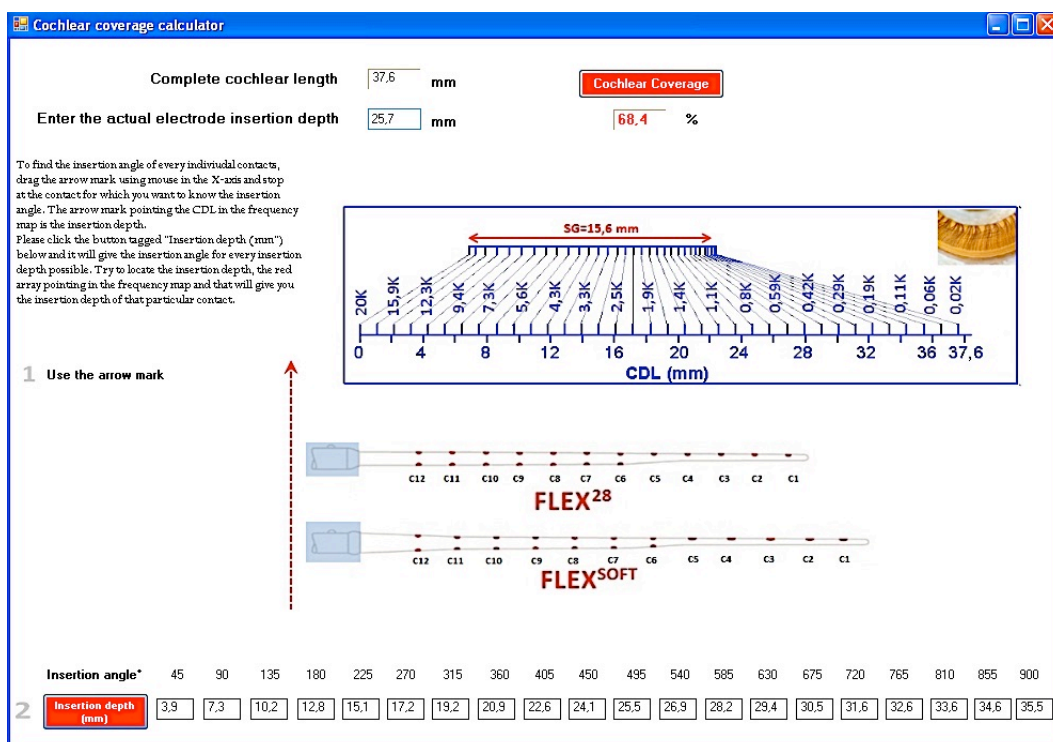 Cochlear coverage calculator
Complete cochlear length 37,6 mm
Cochlear Coverage
Enter the actual electrode insertion depth 25,7 mm
68,4 %
To find the insertion angle of every indiviudal contacts,
drag the arrow mark using mouse in the X-axis and stop
at the contact for which you want to know the insertion
angle. The arrow mark pointing the CDL in the frequency
map is the insertion depth.
Please click the button tagged "Insertion depth (mm")
below and it will give the insertion angle for every insertion
depth possible. Try to locate the insertion depth, the red
array pointing in the frequency map and that will give you
the insertion depth of that particular contact.
SG=15,6 mm
20K 15,9K 12,3K 9,4K 7,3K 5,6K 4,3K 3,3K 2,5K 1,9K 1,4K 1,1K 0,8K 0,59K 0,42K 0,29K 0,19K 0,11K 0,06K 0,02K
0 4 8 12 16 20 24 28 32 36 37,6
CDL (mm)
1 Use the arrow mark
C12 C11 C10 C9 C8 C7 C6 C5 C4 C3 C2 C1
FLEX28
C12 C11 C10 C9 C8 C7 C6 C5 C4 C3 C2 C1
FLEXSOFT
Insertion angle° 45 90 135 180 225 270 315 360 405 450 495 540 585 630 675 720 765 810 855 900
2 Insertion depth
(mm)
3,9 7,3 10,2 12,8 15,1 17,2 19,2 20,9 22,6 24,1 25,5 26,9 28,2 29,4 30,5 31,6 32,6 33,6 34,6 35,5